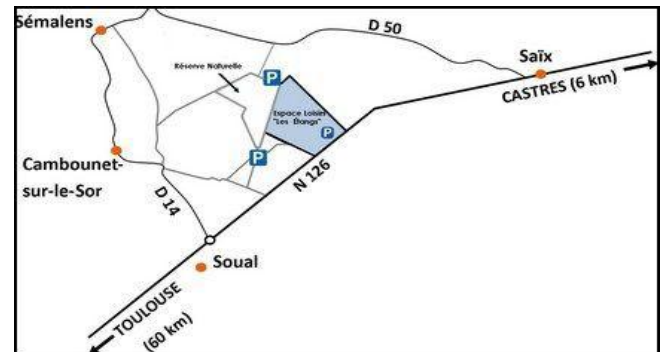 Sémalens
D 50
Saïx
CASTRES (6 km)
Réserve Naturelle
P
Espace Loisirs
"Les Étangs"
P
P
Cambounet-
sur-le-Sor
D 14
N 126
Soual
TOULOUSE
(60 km)